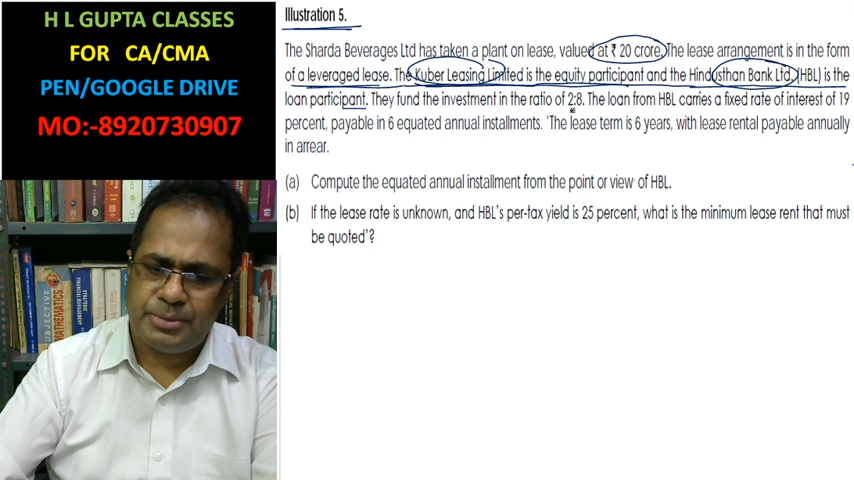 H L GUPTA CLASSES
FOR CA/CMA
PEN/GOOGLE DRIVE
MO:-8920730907
Illustration 5.
The Sharda Beverages Ltd has taken a plant on lease, valued at ₹ 20 crore. The lease arrangement is in the form
of a leveraged lease. The Kuber Leasing Limited is the equity participant and the Hindusthan Bank Ltd. (HBL) is the
loan participant. They fund the investment in the ratio of 2:8. The loan from HBL carries a fixed rate of interest of 19
percent, payable in 6 equated annual installments. 'The lease term is 6 years, with lease rental payable annually
in arrear.
(a) Compute the equated annual installment from the point or view' of HBL.
(b) If the lease rate is unknown, and HBL's per-tax yield is 25 percent, what is the minimum lease rent that must
be quoted'?
OBJECTIVE
MATHEMATICS